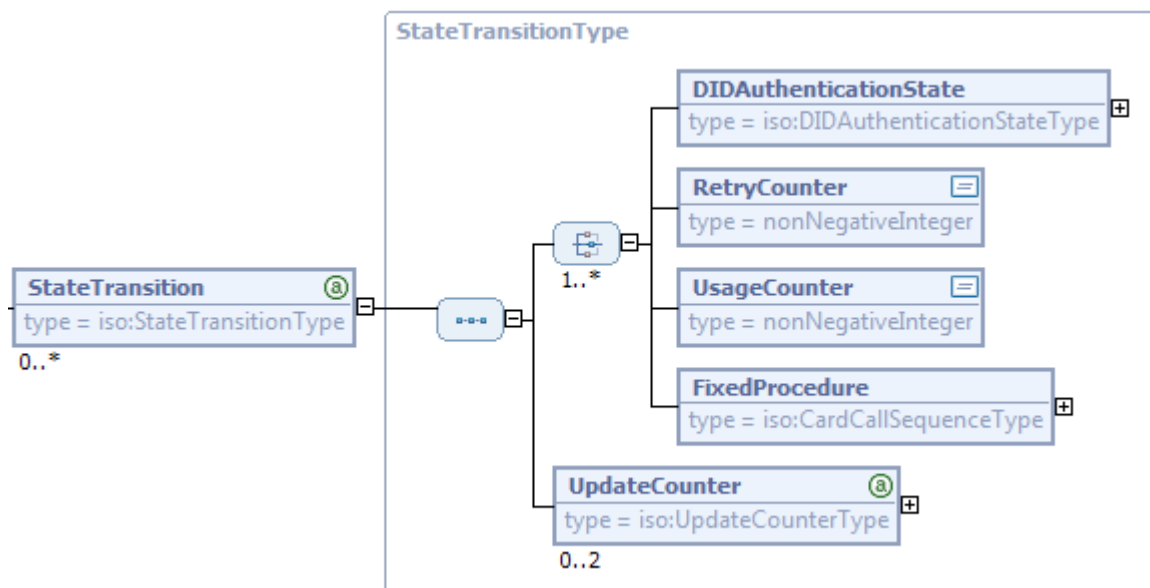 StateTransitionType
DIDAuthenticationState
type = iso:DIDAuthenticationStateType
RetryCounter
type = nonNegativeInteger
1..*
StateTransition
type = iso:StateTransitionType
0..*
UsageCounter
type = nonNegativeInteger
FixedProcedure
type = iso:CardCallSequenceType
UpdateCounter
type = iso:UpdateCounterType
0..2